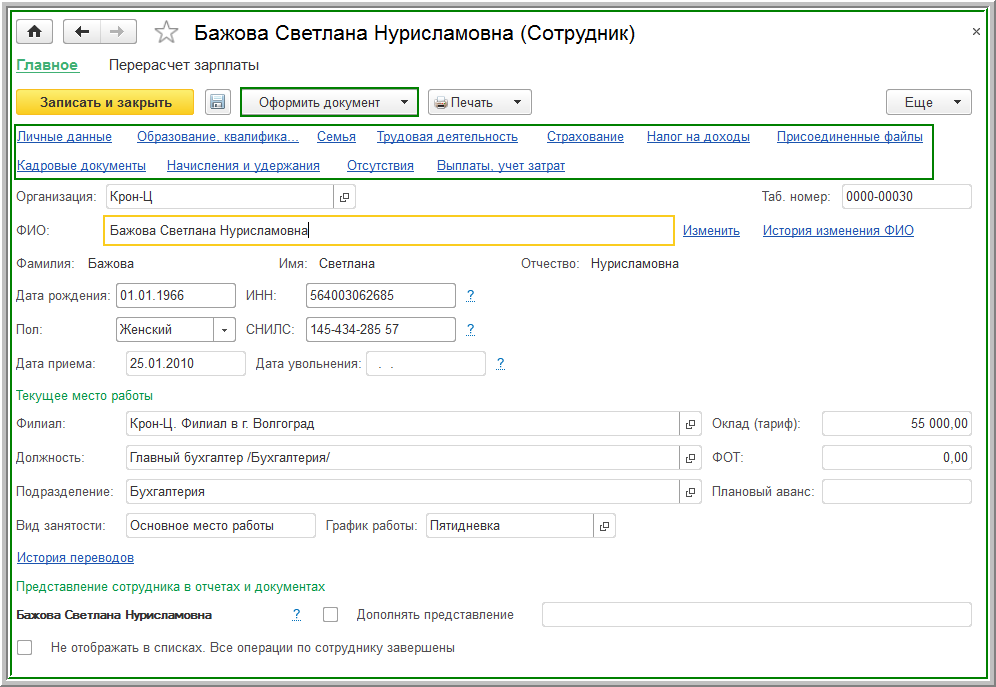 Бажова Светлана Нурисламовна (Сотрудник)
Главное Перерасчет зарплаты
Записать и закрыть Оформить документ Печать Еще
Личные данные Образование, квалифика... Семья Трудовая деятельность Страхование Налог на доходы Присоединенные файлы
Кадровые документы Начисления и удержания Отсутствия Выплаты, учет затрат
Организация: Крон-Ц Таб. номер: 0000-00030
ФИО: Бажова Светлана Нурисламовна Изменить История изменения ФИО
Фамилия: Бажова Имя: Светлана Отчество: Нурисламовна
Дата рождения: 01.01.1966 ИНН: 564003062685 ?
Пол: Женский СНИЛС: 145-434-285 57 ?
Дата приема: 25.01.2010 Дата увольнения: . . ?
Текущее место работы
Филиал: Крон-Ц. Филиал в г. Волгоград Оклад (тариф): 55 000,00
Должность: Главный бухгалтер /Бухгалтерия/ ФОТ: 0,00
Подразделение: Бухгалтерия Плановый аванс:
Вид занятости: Основное место работы График работы: Пятидневка
История переводов
Представление сотрудника в отчетах и документах
Бажова Светлана Нурисламовна ? Дополнять представление
Не отображать в списках. Все операции по сотруднику завершены